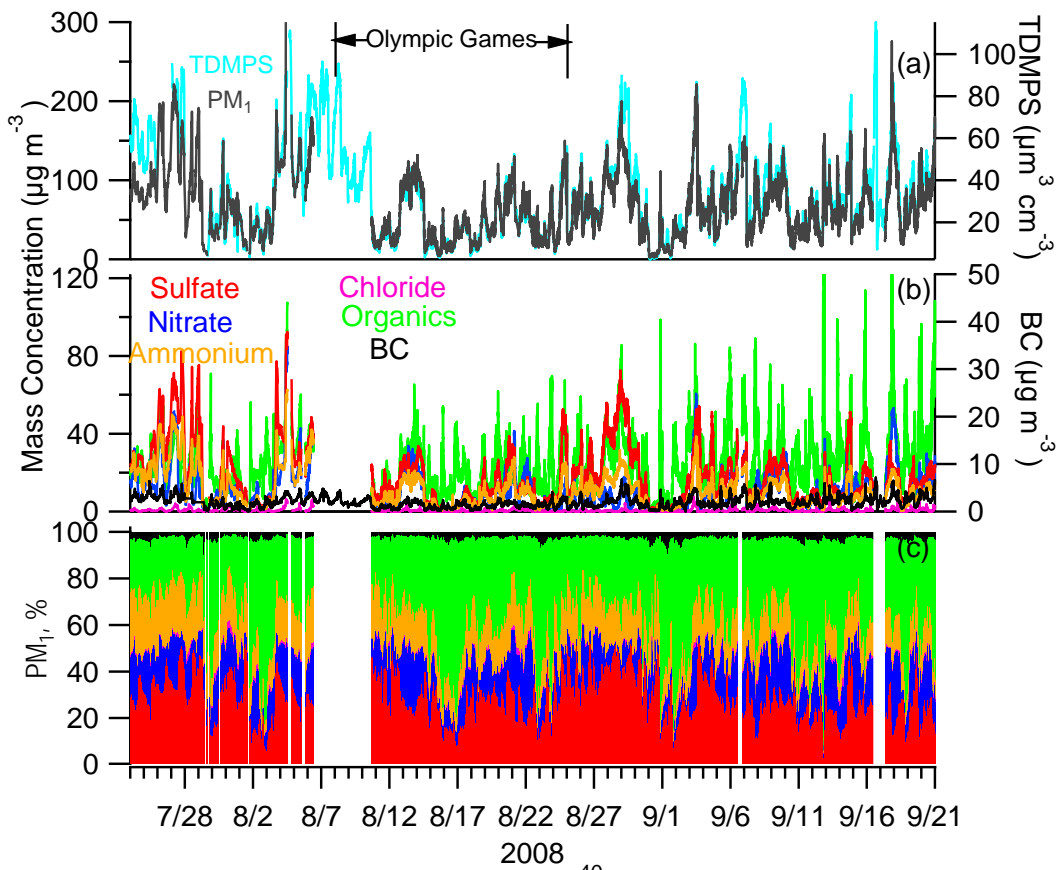 300
200
100
0
Mass Concentration (µg m⁻³)
TDMPS
PM₁
Olympic Games
(a)
100
80
60
40
20
TDMPS (µm³ cm⁻³)
120
80
40
0
Sulfate
Nitrate
Ammonium
Chloride
Organics
BC
(b)
50
40
30
20
10
0
BC (µg m⁻³)
100
80
60
40
20
0
PM₁, %
(c)
7/28 8/2 8/7 8/12 8/17 8/22 8/27 9/1 9/6 9/11 9/16 9/21
2008